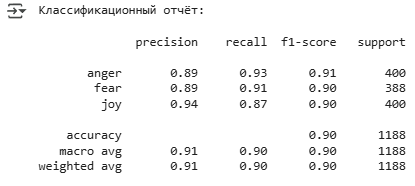 Классификационный отчёт:
precision recall f1-score support
anger 0.89 0.93 0.91 400
fear 0.89 0.91 0.90 388
joy 0.94 0.87 0.90 400
accuracy 0.90 1188
macro avg 0.91 0.90 0.90 1188
weighted avg 0.91 0.90 0.90 1188